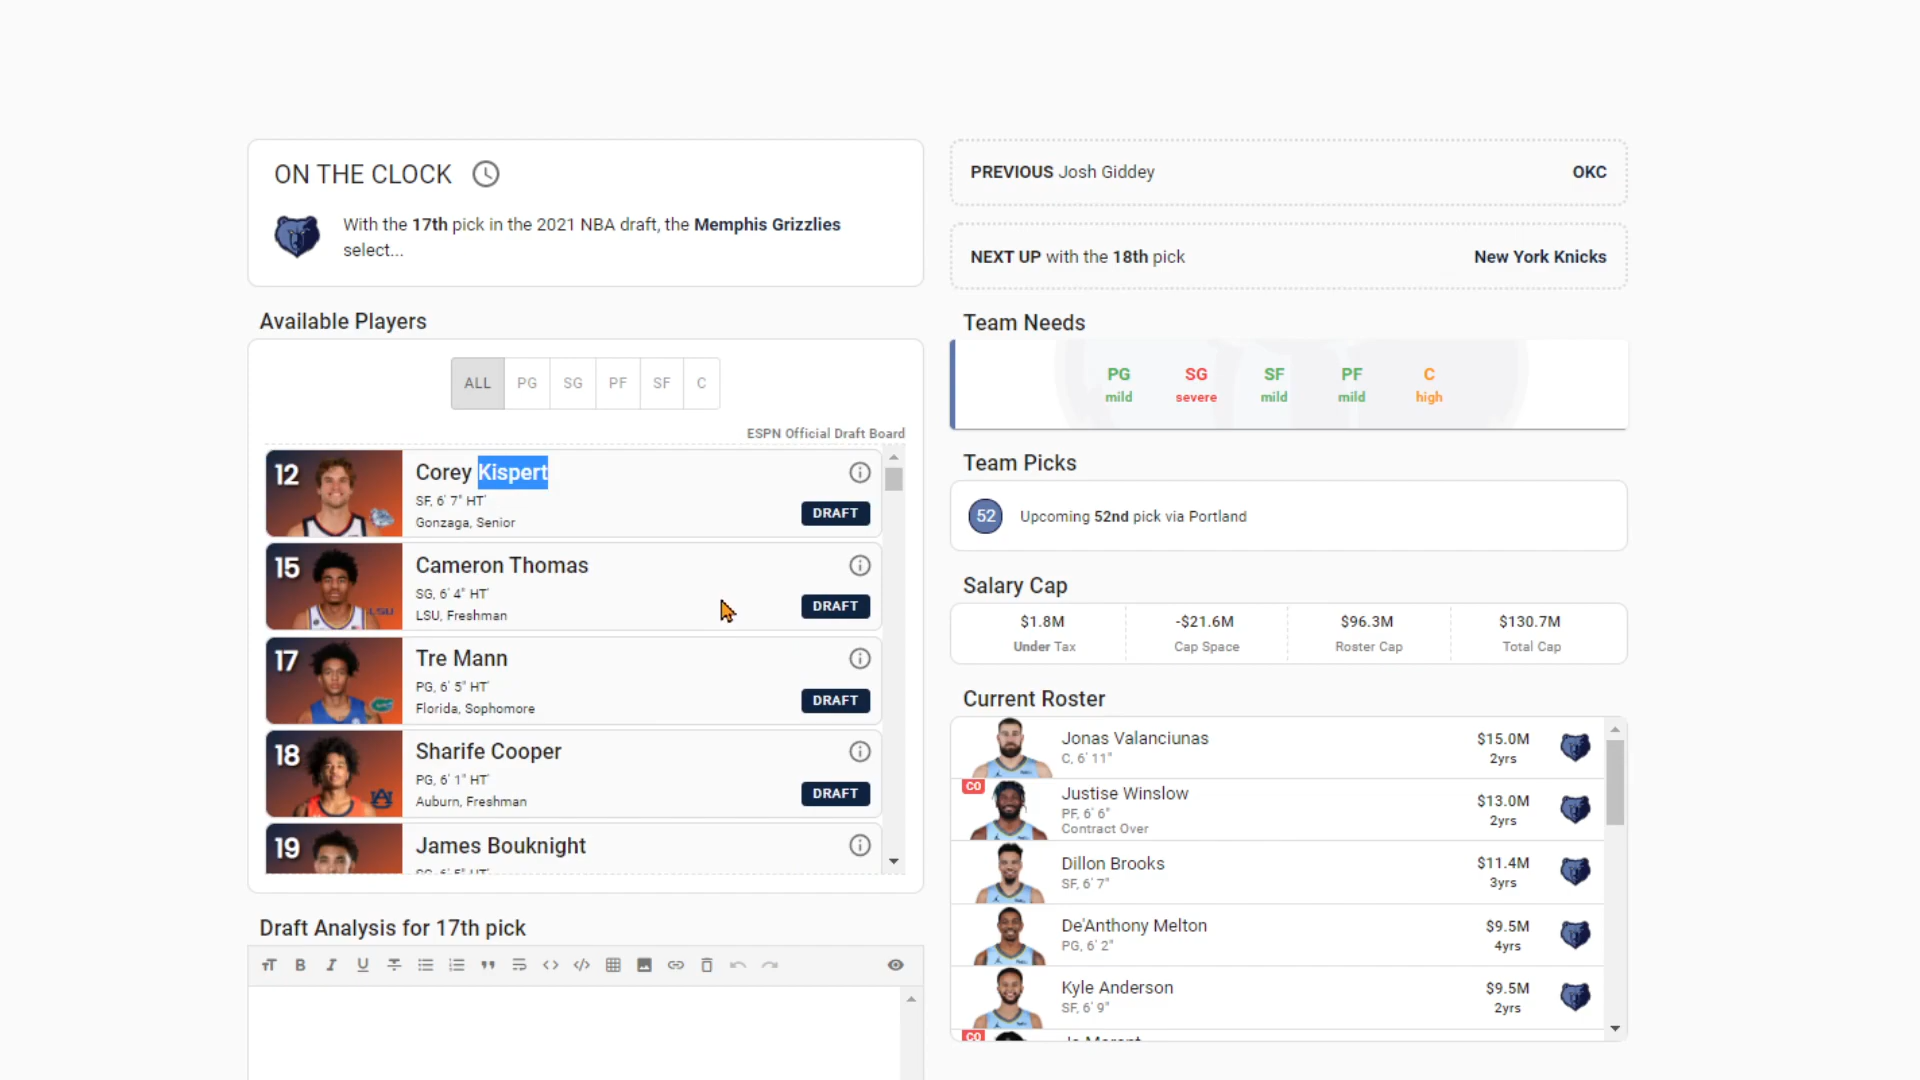 ON THE CLOCK
With the 17th pick in the 2021 NBA draft, the Memphis Grizzlies
select...
PREVIOUS Josh Giddey
OKC
NEXT UP with the 18th pick
New York Knicks
Available Players
ALL PG SG PF SF C
ESPN Official Draft Board
12
Corey Kispert
SF, 6' 7" HT'
Gonzaga, Senior
DRAFT
15
LSU
Cameron Thomas
SG, 6' 4" HT'
LSU, Freshman
DRAFT
17
Tre Mann
PG, 6' 5" HT'
Florida, Sophomore
DRAFT
18
Sharife Cooper
PG, 6' 1" HT'
Auburn, Freshman
DRAFT
19
James Bouknight
Draft Analysis for 17th pick
Team Needs
PG SG SF PF C
mild severe mild mild high
Team Picks
52
Upcoming 52nd pick via Portland
Salary Cap
$1.8M -$21.6M $96.3M $130.7M
Under Tax Cap Space Roster Cap Total Cap
Current Roster
Jonas Valanciunas
C, 6' 11"
$15.0M
2yrs
CO
Justise Winslow
PF, 6' 6"
Contract Over
$13.0M
2yrs
Dillon Brooks
SF, 6' 7"
$11.4M
3yrs
De'Anthony Melton
PG, 6' 2"
$9.5M
4yrs
Kyle Anderson
SF, 6' 9"
$9.5M
2yrs
CO